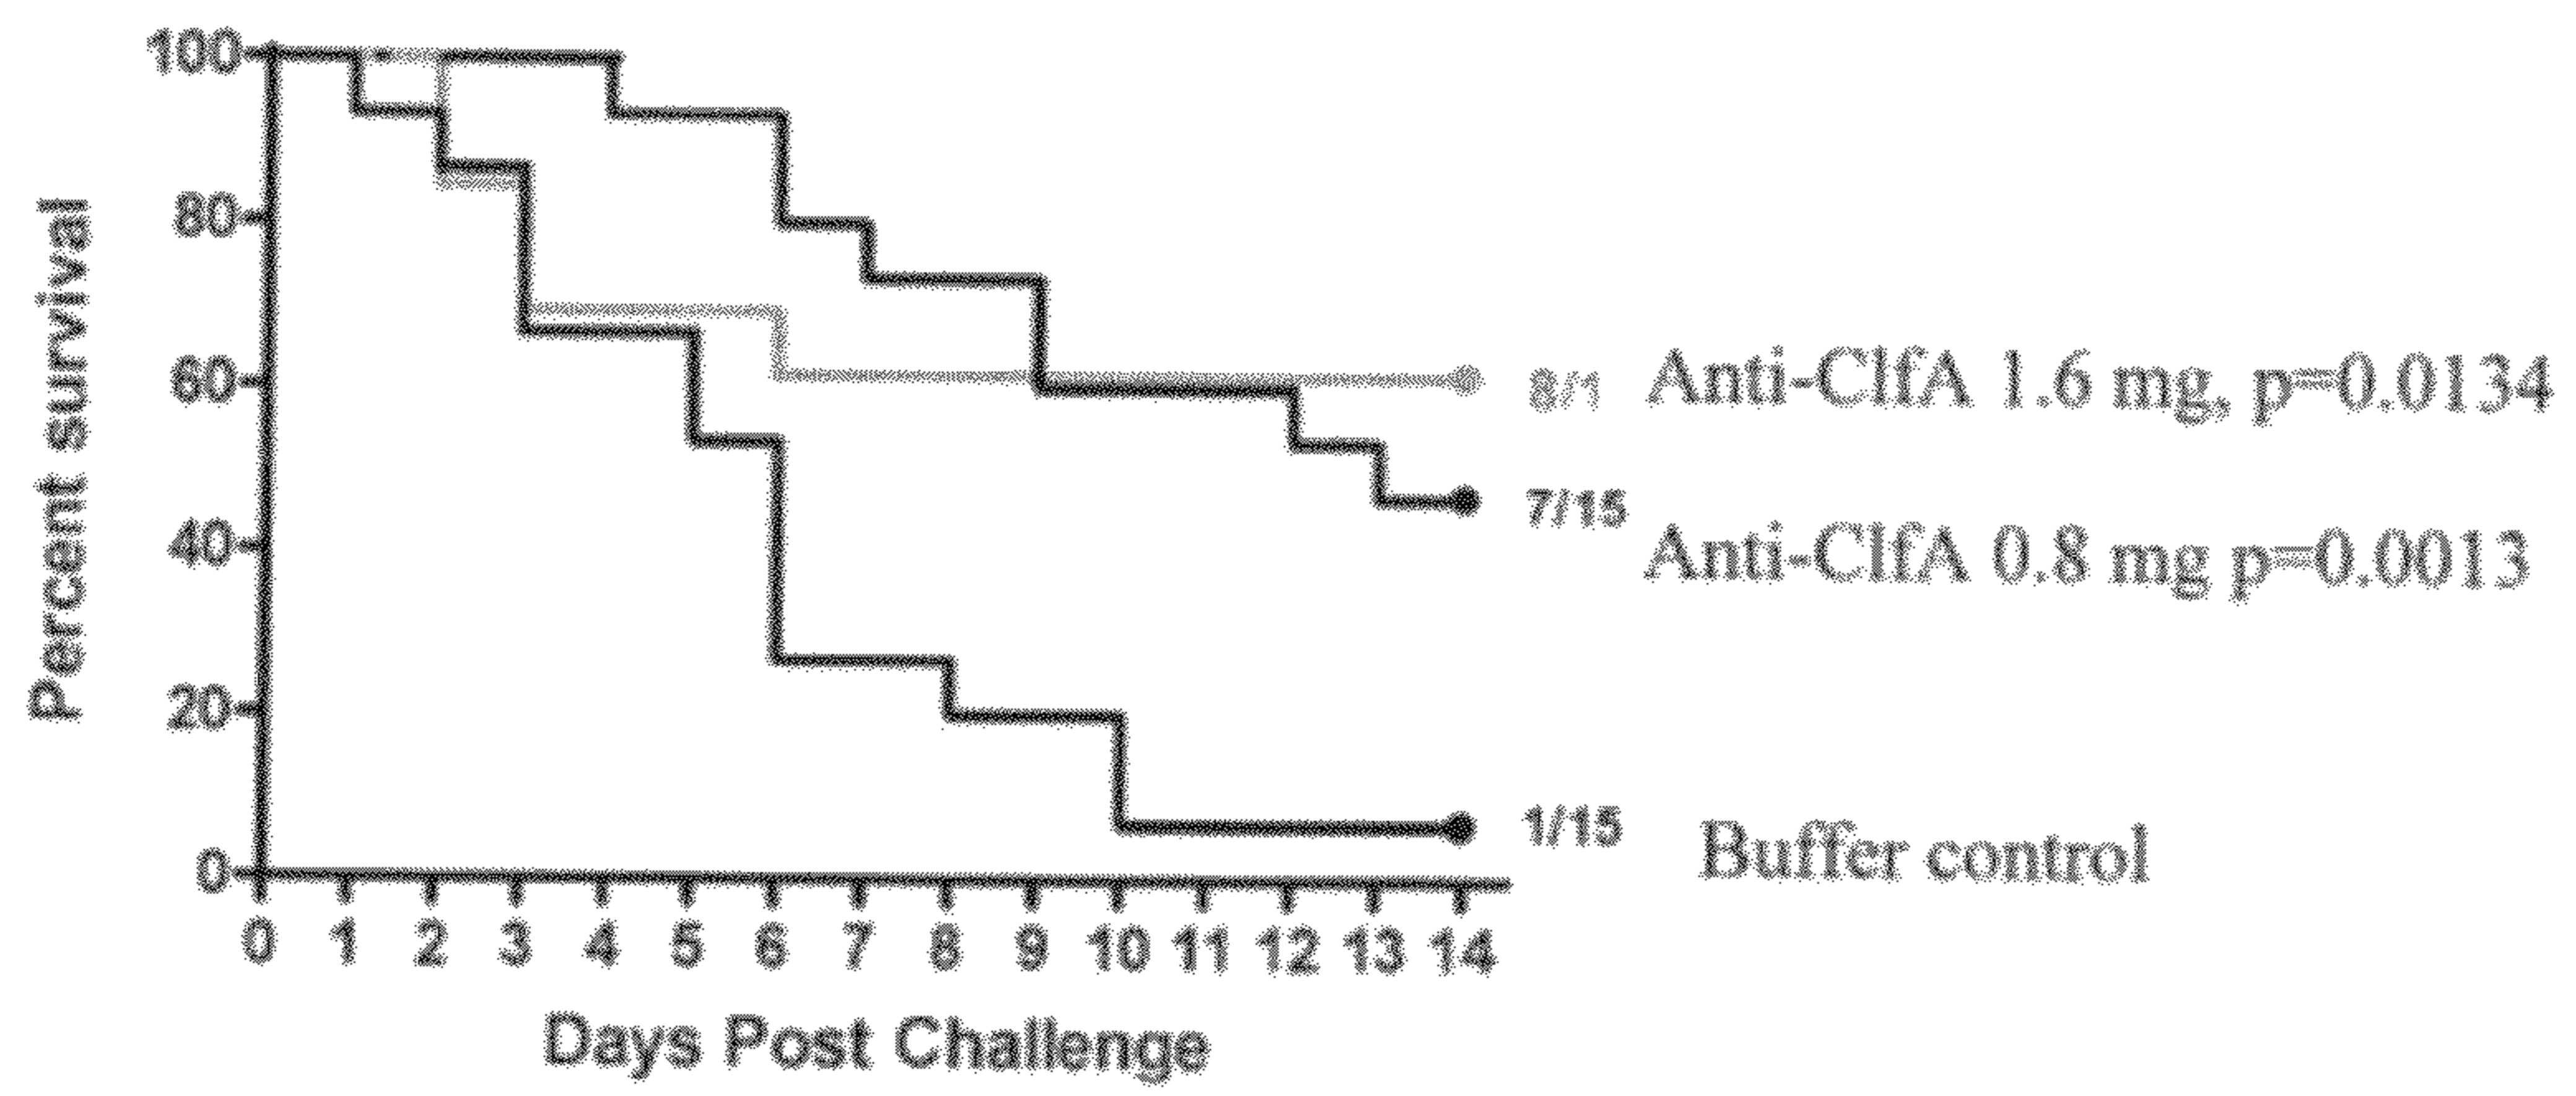 Percent survival
100
80
60
40
20
0
0 1 2 3 4 5 6 7 8 9 10 11 12 13 14
Days Post Challenge
8/1 Anti-ClfA 1.6 mg, p=0.0134
7/15
Anti-ClfA 0.8 mg p=0.0013
1/15 Buffer control